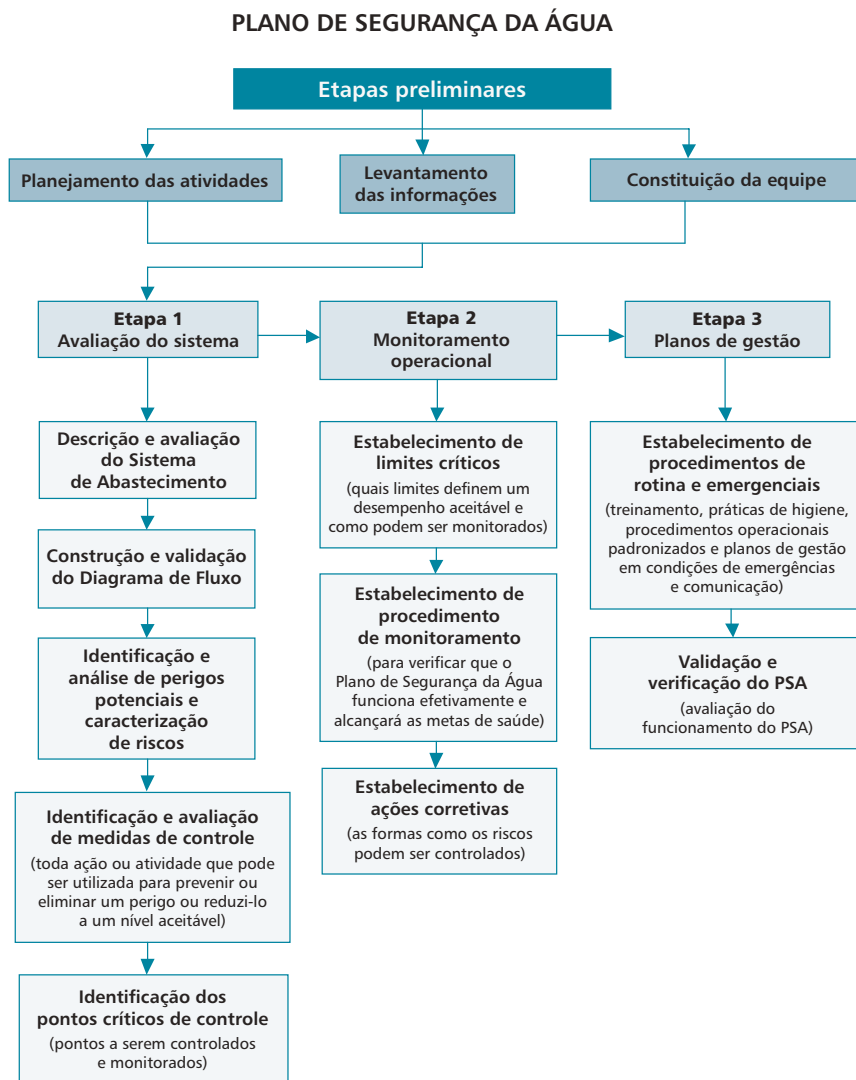 PLANO DE SEGURANÇA DA ÁGUA
Etapas preliminares
Planejamento das atividades
Levantamento
das informações
Constituição da equipe
Etapa 1
Avaliação do sistema
Etapa 2
Monitoramento
operacional
Etapa 3
Planos de gestão
Descrição e avaliação
do Sistema
de Abastecimento
Construção e validação
do Diagrama de Fluxo
Identificação e
análise de perigos
potenciais e
caracterização
de riscos
Identificação e avaliação
de medidas de controle
(toda ação ou atividade que pode
ser utilizada para prevenir ou
eliminar um perigo ou reduzi-lo
a um nível aceitável)
Identificação dos
pontos críticos de controle
(pontos a serem controlados
e monitorados)
Estabelecimento de
limites críticos
(quais limites definem um
desempenho aceitável e
como podem ser monitorados)
Estabelecimento de
procedimento
de monitoramento
(para verificar que o
Plano de Segurança da Água
funciona efetivamente e
alcançará as metas de saúde)
Estabelecimento de
ações corretivas
(as formas como os riscos
podem ser controlados)
Estabelecimento de
procedimentos de
rotina e emergenciais
(treinamento, práticas de higiene,
procedimentos operacionais
padronizados e planos de gestão
em condições de emergências
e comunicação)
Validação e
verificação do PSA
(avaliação do
funcionamento do PSA)